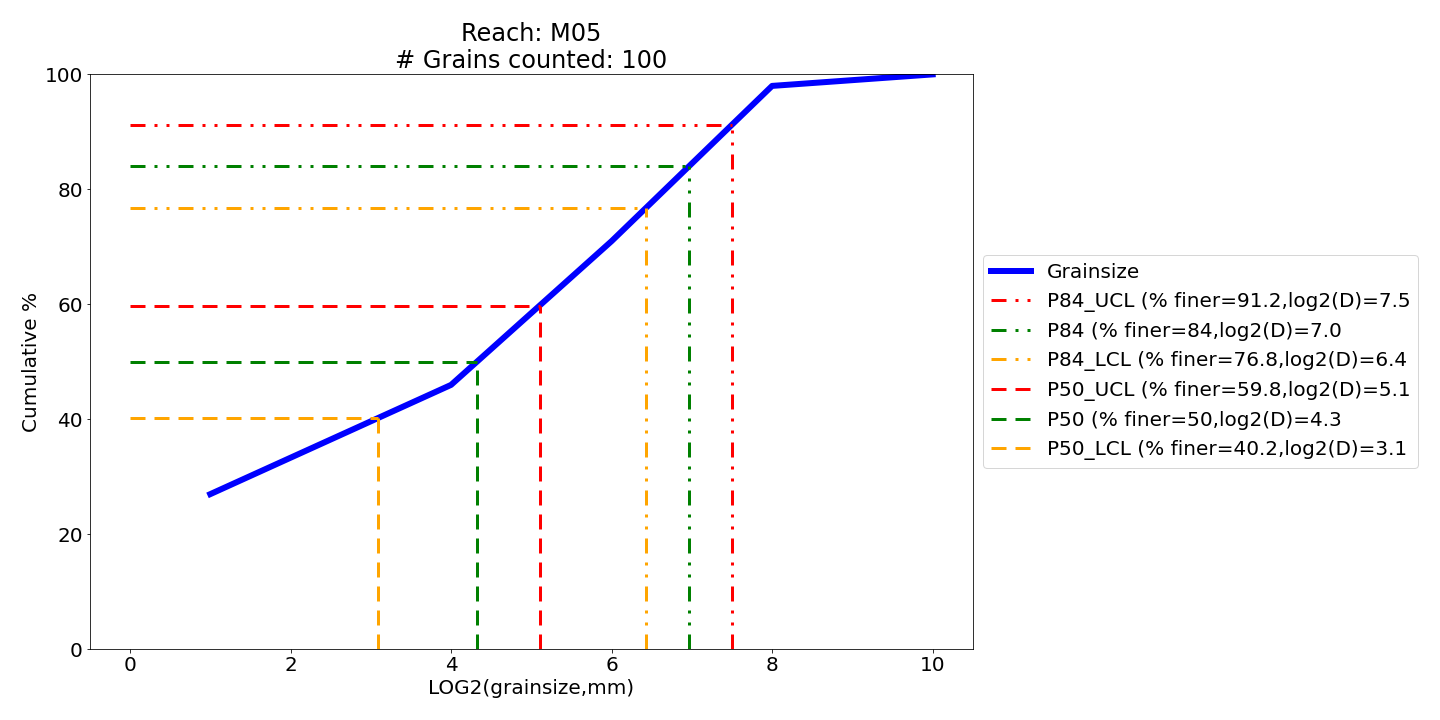 Reach: M05
# Grains counted: 100
100
80
60
40
20
0
Cumulative %
0 2 4 6 8 10
LOG2(grainsize,mm)
Grainsize
P84_UCL (% finer=91.2,log2(D)=7.5
P84 (% finer=84,log2(D)=7.0
P84_LCL (% finer=76.8,log2(D)=6.4
P50_UCL (% finer=59.8,log2(D)=5.1
P50 (% finer=50,log2(D)=4.3
P50_LCL (% finer=40.2,log2(D)=3.1